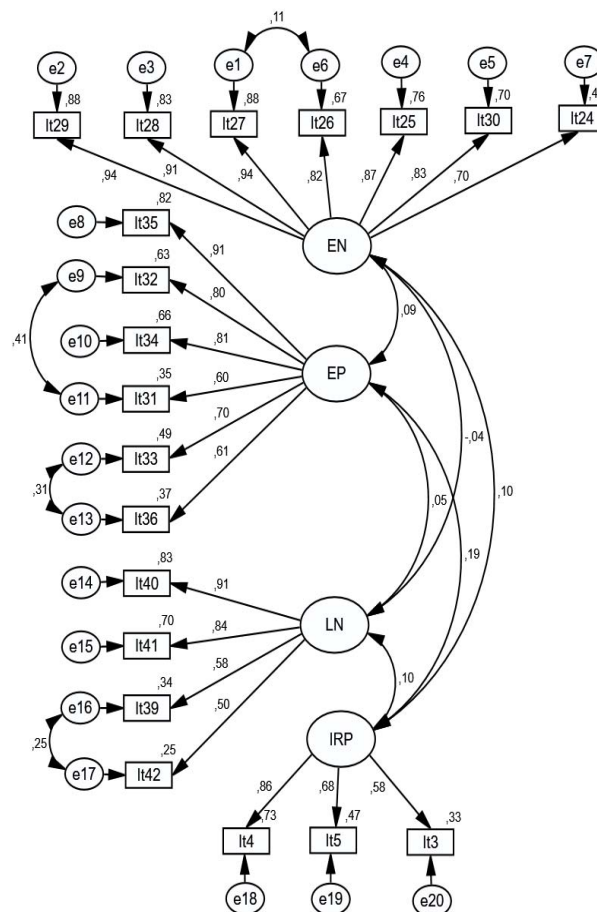 ,11
e2 e3 e1 e6 e4 e5 e7
,88 ,83 ,88 ,67 ,76 ,70 ,4
It29 It28 It27 It26 It25 It30 It24
,94 ,91 ,94 ,82 ,87 ,83 ,70
EN
,82
e8 It35 ,91
,63
e9 It32 ,80
,09
,66
,41 e10 It34 ,81
EP
,35
e11 It31 ,60
,49 ,70
e12 It33 ,61
-,04
,31 ,37
e13 It36
,05 ,10
,19
,83
e14 It40 ,91
LN
,70 ,84
e15 It41
,34 ,58
e16 It39 ,50
,10
,25 ,25
e17 It42
IRP
,86 ,68 ,58
,73 ,47 ,33
It4 It5 It3
e18 e19 e20